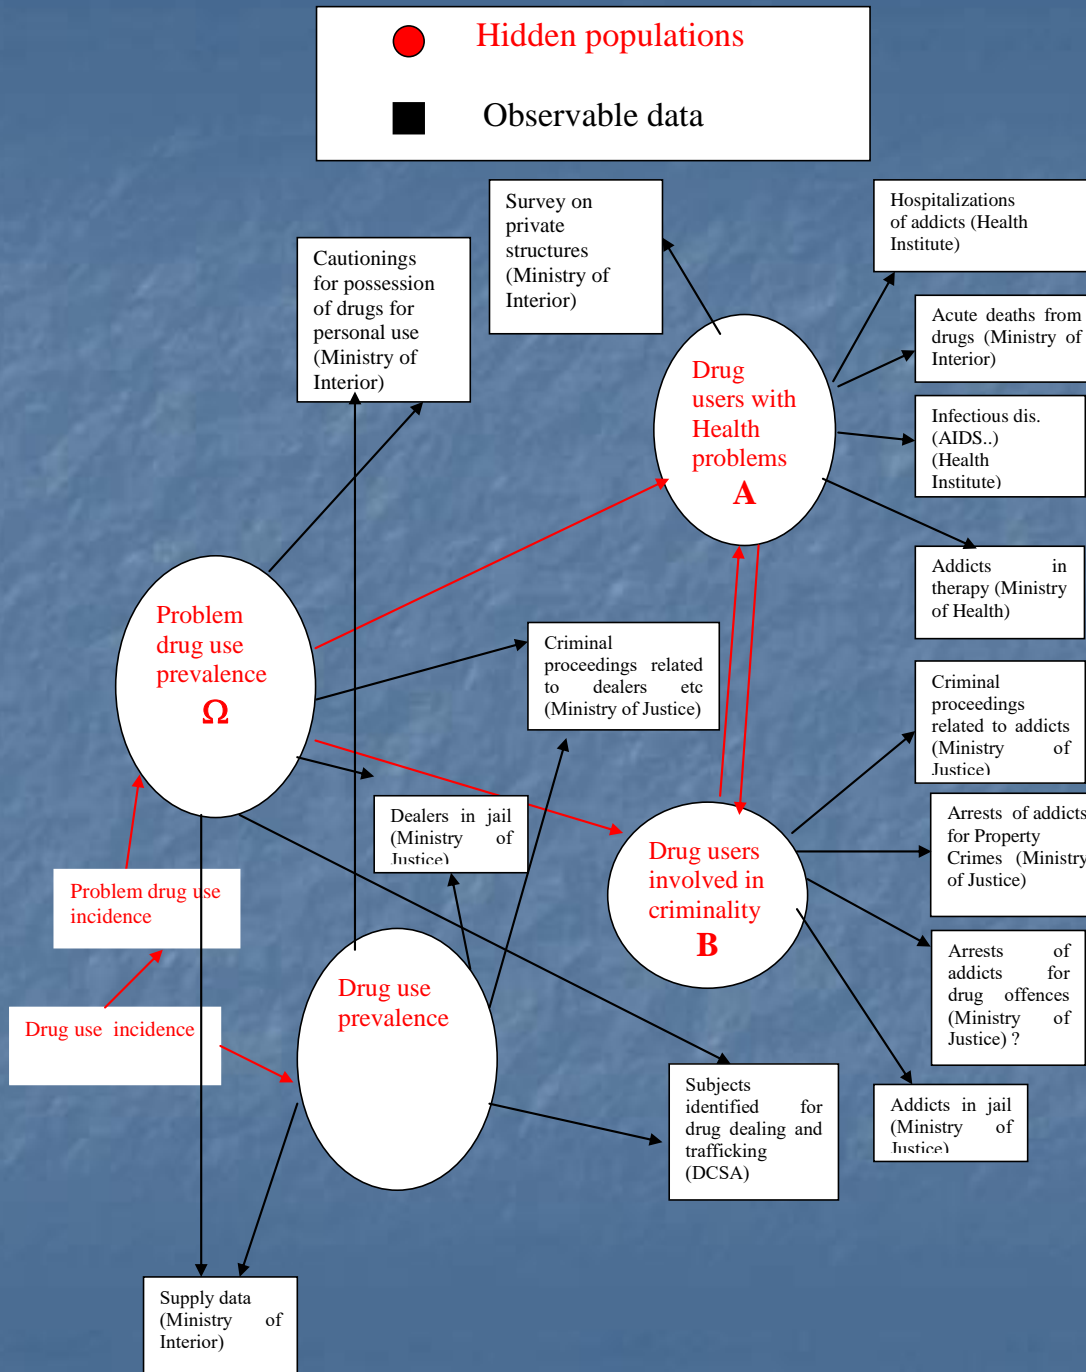 Hidden populations
Observable data
Survey on
private
structures
(Ministry of
Interior)
Hospitalizations
of addicts (Health
Institute)
Cautionings
for possession
of drugs for
personal use
(Ministry of
Interior)
Acute deaths from
drugs (Ministry of
Interior)
Drug
users with
Health
problems
A
Infectious dis.
(AIDS..)
(Health
Institute)
Addicts in
therapy (Ministry
of Health)
Problem
drug use
prevalence
Ω
Criminal
proceedings related
to dealers etc
(Ministry of Justice)
Criminal
proceedings
related to addicts
(Ministry of
Justice)
Dealers in jail
(Ministry of
Justice)
Arrests of addicts
for Property
Crimes (Ministry
of Justice)
Drug users
involved in
criminality
B
Problem drug use
incidence
Arrests of
addicts for
drug offences
(Ministry of
Justice) ?
Drug use
prevalence
Drug use incidence
Subjects
identified for
drug dealing and
trafficking
(DCSA)
Addicts in jail
(Ministry of
Justice)
Supply data
(Ministry of
Interior)